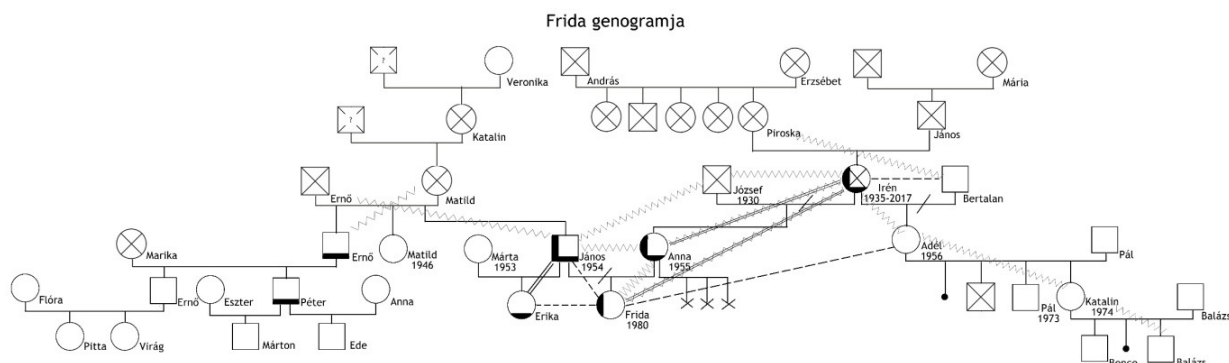 Frida genogramja
?
Veronika
András
Erzsébet
Mária
?
Katalin
Piroska
János
Ernő
Matild
József
1930
Irén
1935-2017
Bertalan
Marika
Ernő
Matild
1946
Márta
1953
János
1954
Anna
1955
Adél
1956
Pál
Flóra
Ernő
Eszter
Péter
Anna
Erika
Frida
1980
Pál
1973
Katalin
1974
Balázs
Pitta
Virág
Márton
Ede
Bence
Balázs